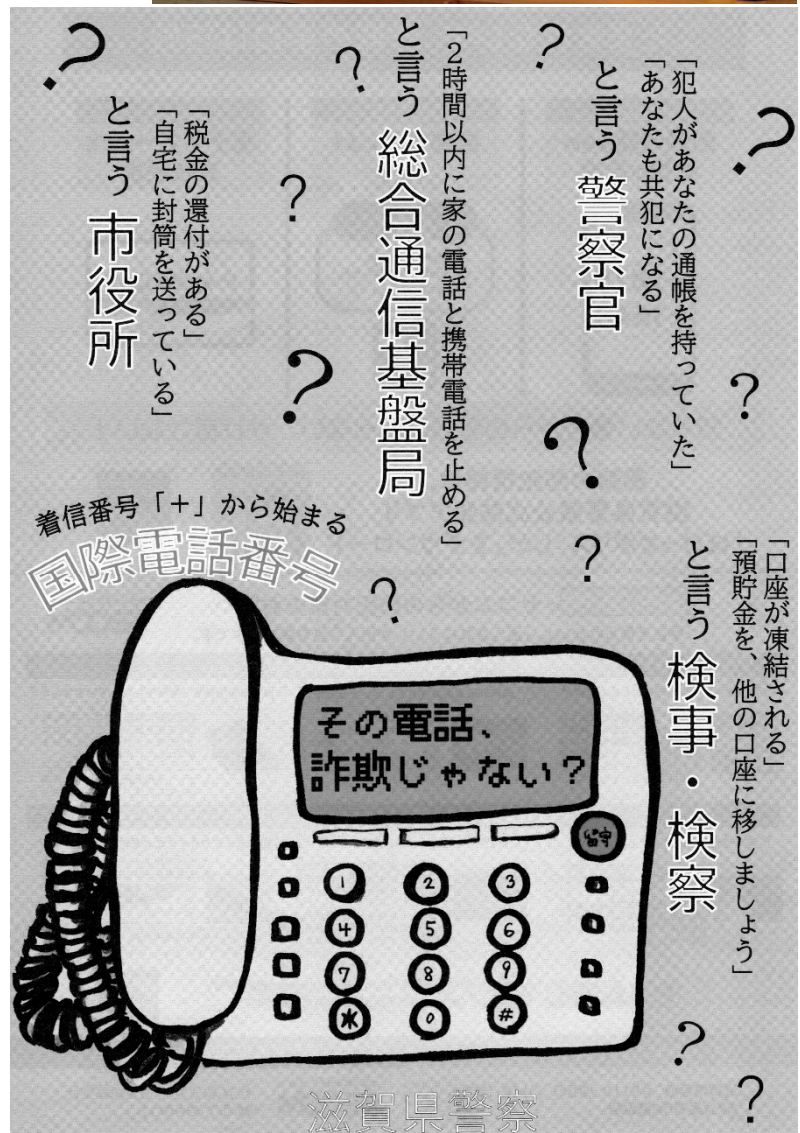 「犯人があなたの通帳を持っていた」
「あなたも共犯になる」
と言う 警察官
「2時間以内に家の電話と携帯電話を止める」
と言う 総合通信基盤局
「税金の還付がある」
「自宅に封筒を送っている」
と言う 市役所
「口座が凍結される」
「預貯金を、他の口座に移しましょう」
と言う 検事・検察
着信番号「+」から始まる
国際電話番号
その電話、
詐欺じゃない?
留守
1 2 3
4 5 6
7 8 9
* 0 #
滋賀県警察